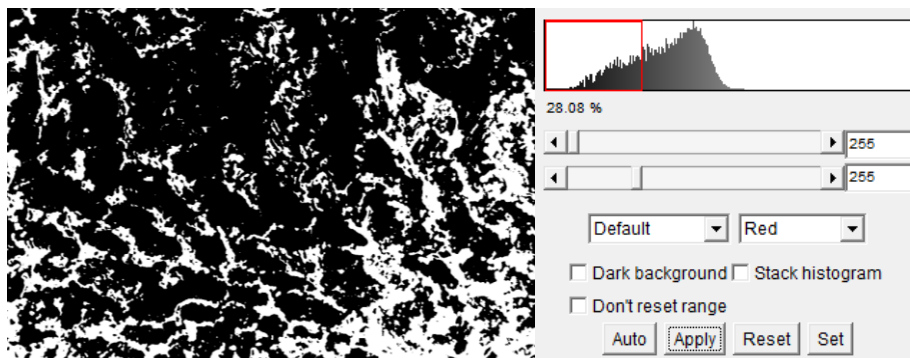 28.08 %
255
255
Default Red
Dark background Stack histogram
Don't reset range
Auto Apply Reset Set